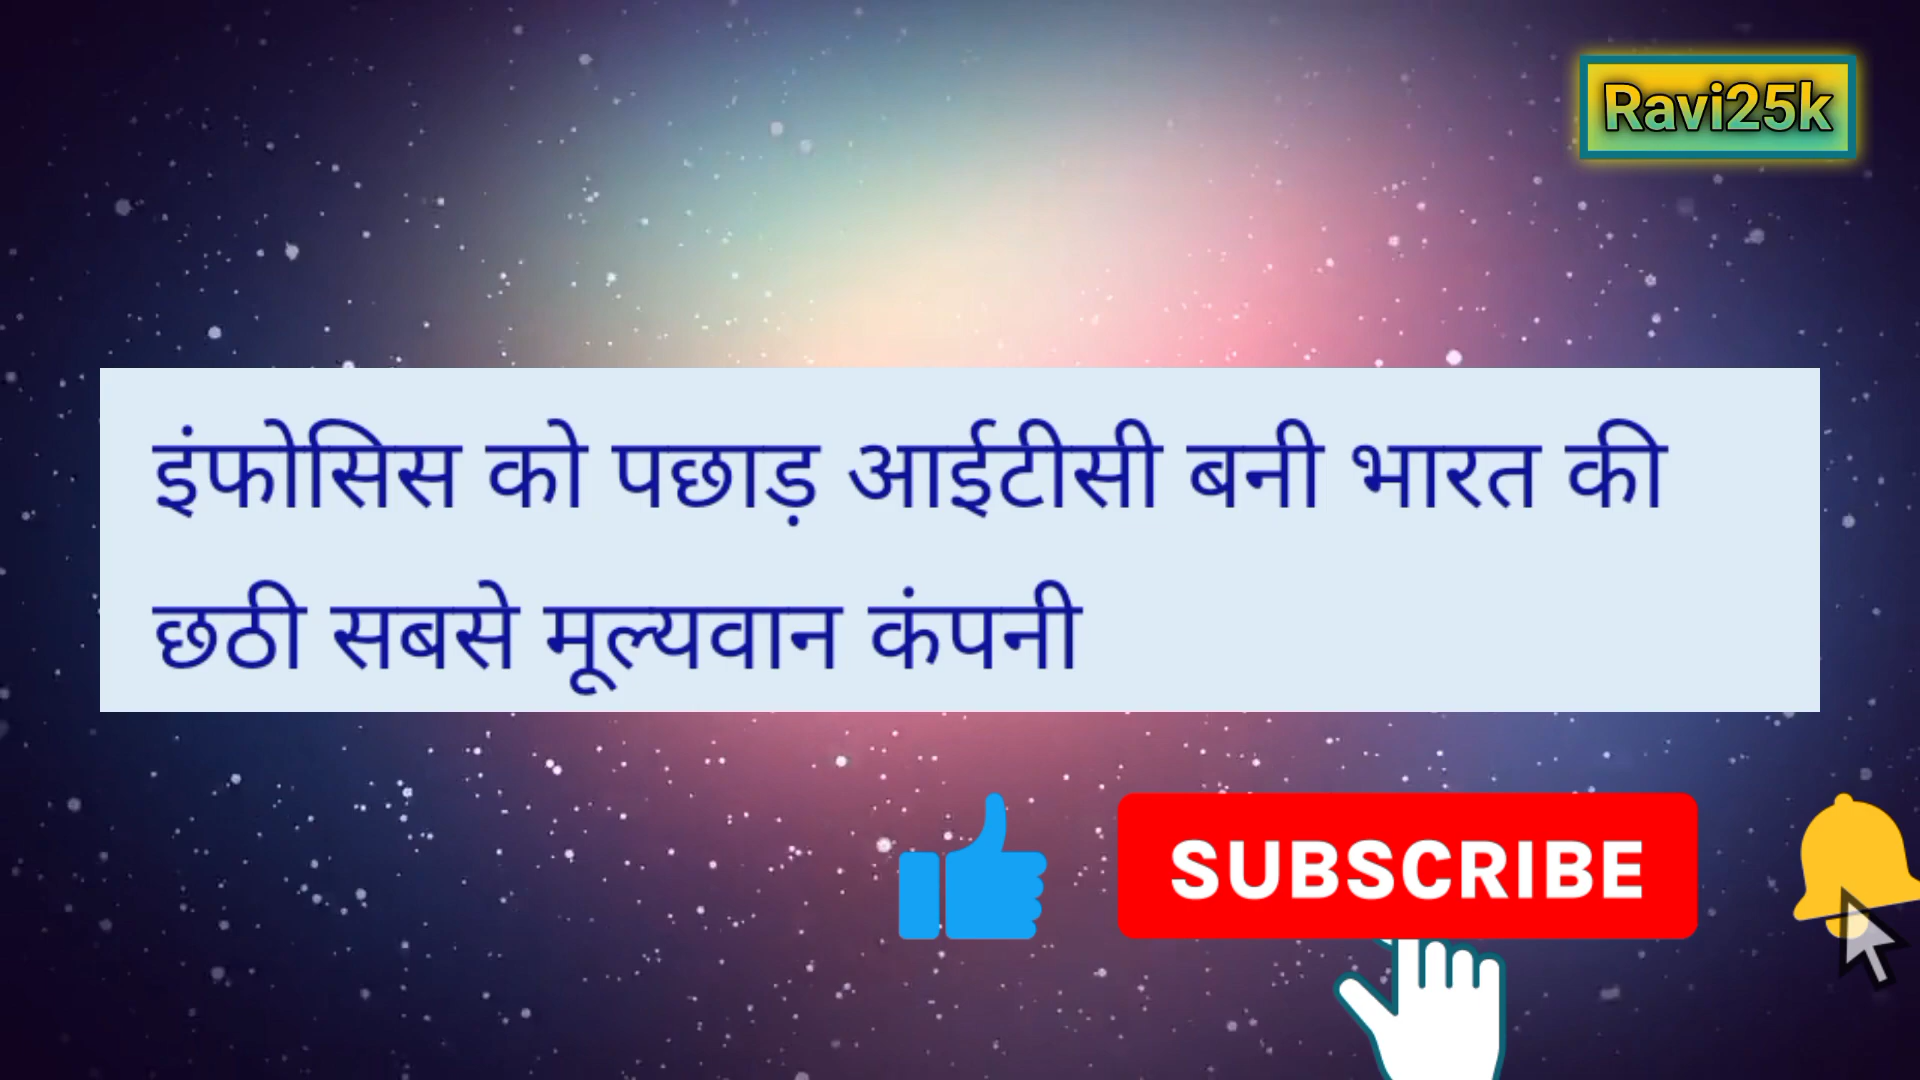 Ravi25k
इंफोसिस को पछाड़ आईटीसी बनी भारत की
छठी सबसे मूल्यवान कंपनी
SUBSCRIBE